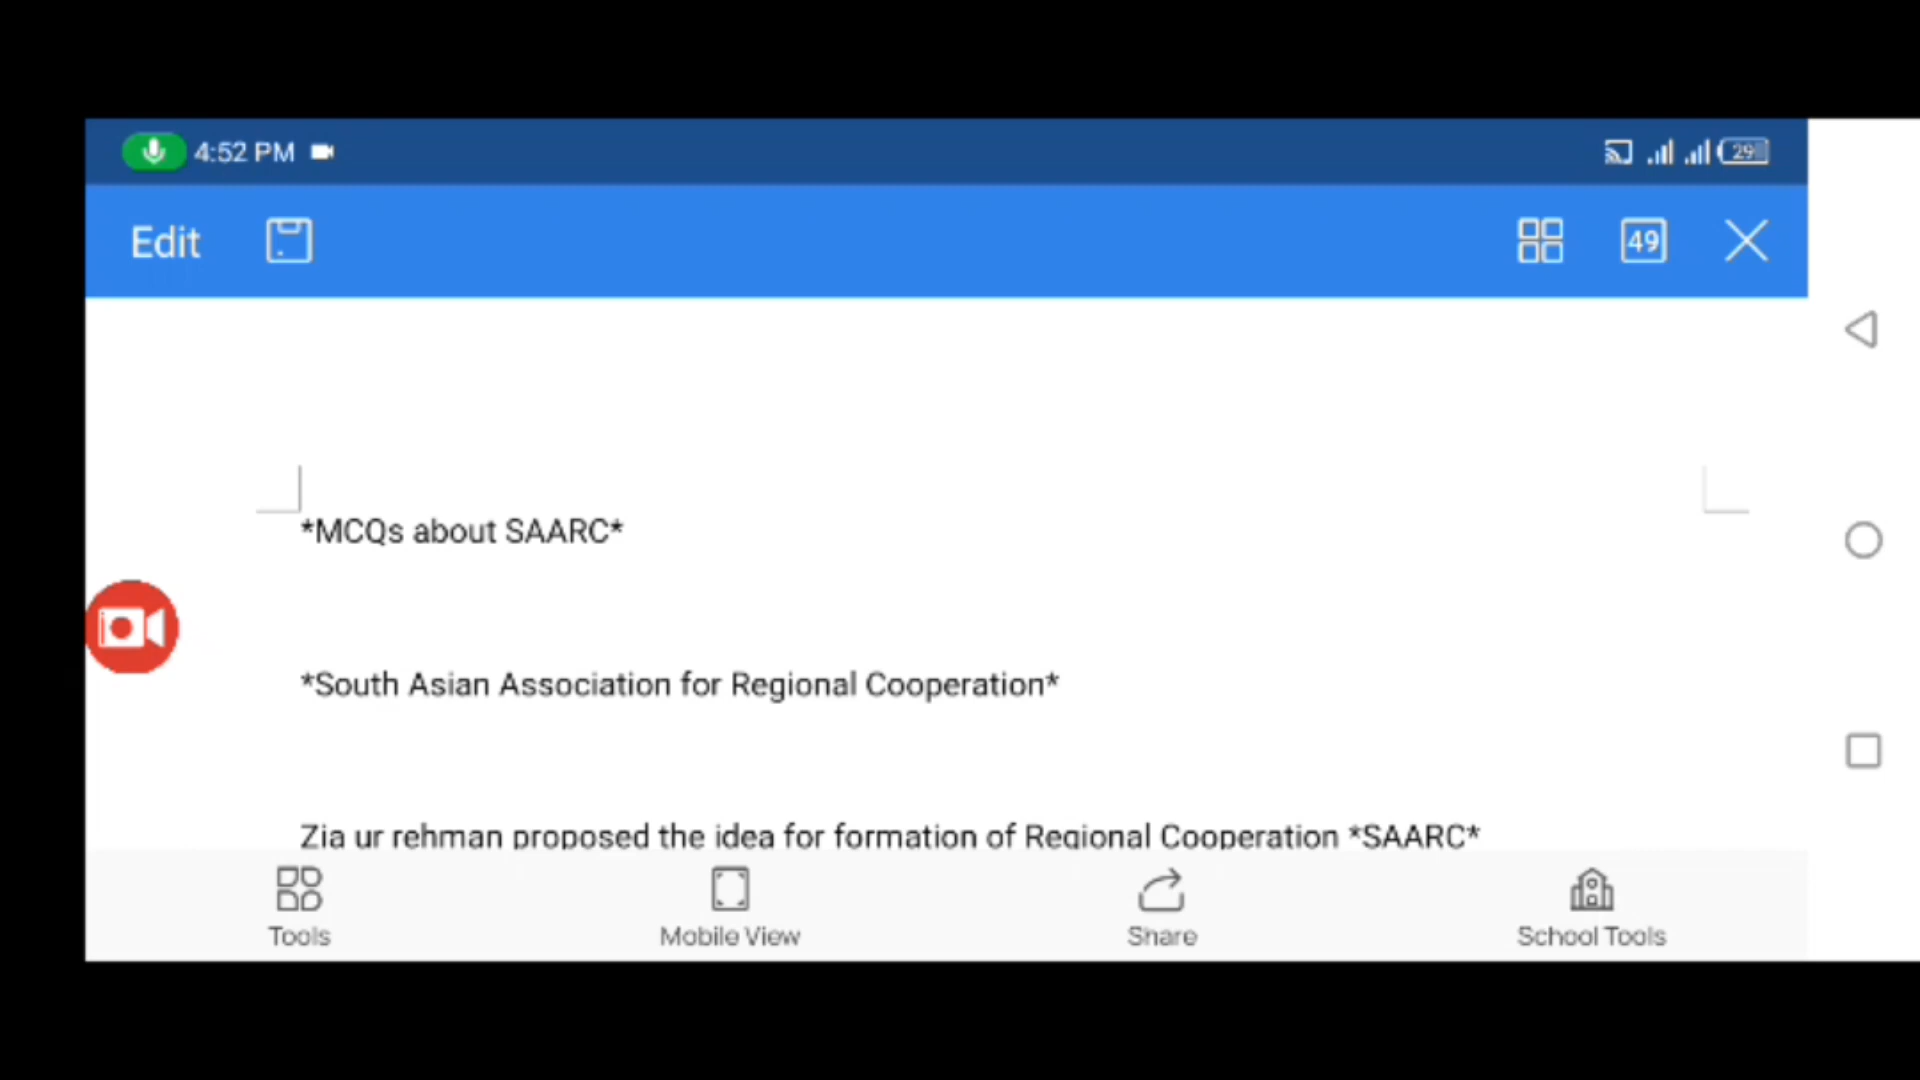 4:52 PM
29
Edit
49
*MCQs about SAARC*
*South Asian Association for Regional Cooperation*
Zia ur rehman proposed the idea for formation of Regional Cooperation *SAARC*
Tools
Mobile View
Share
School Tools